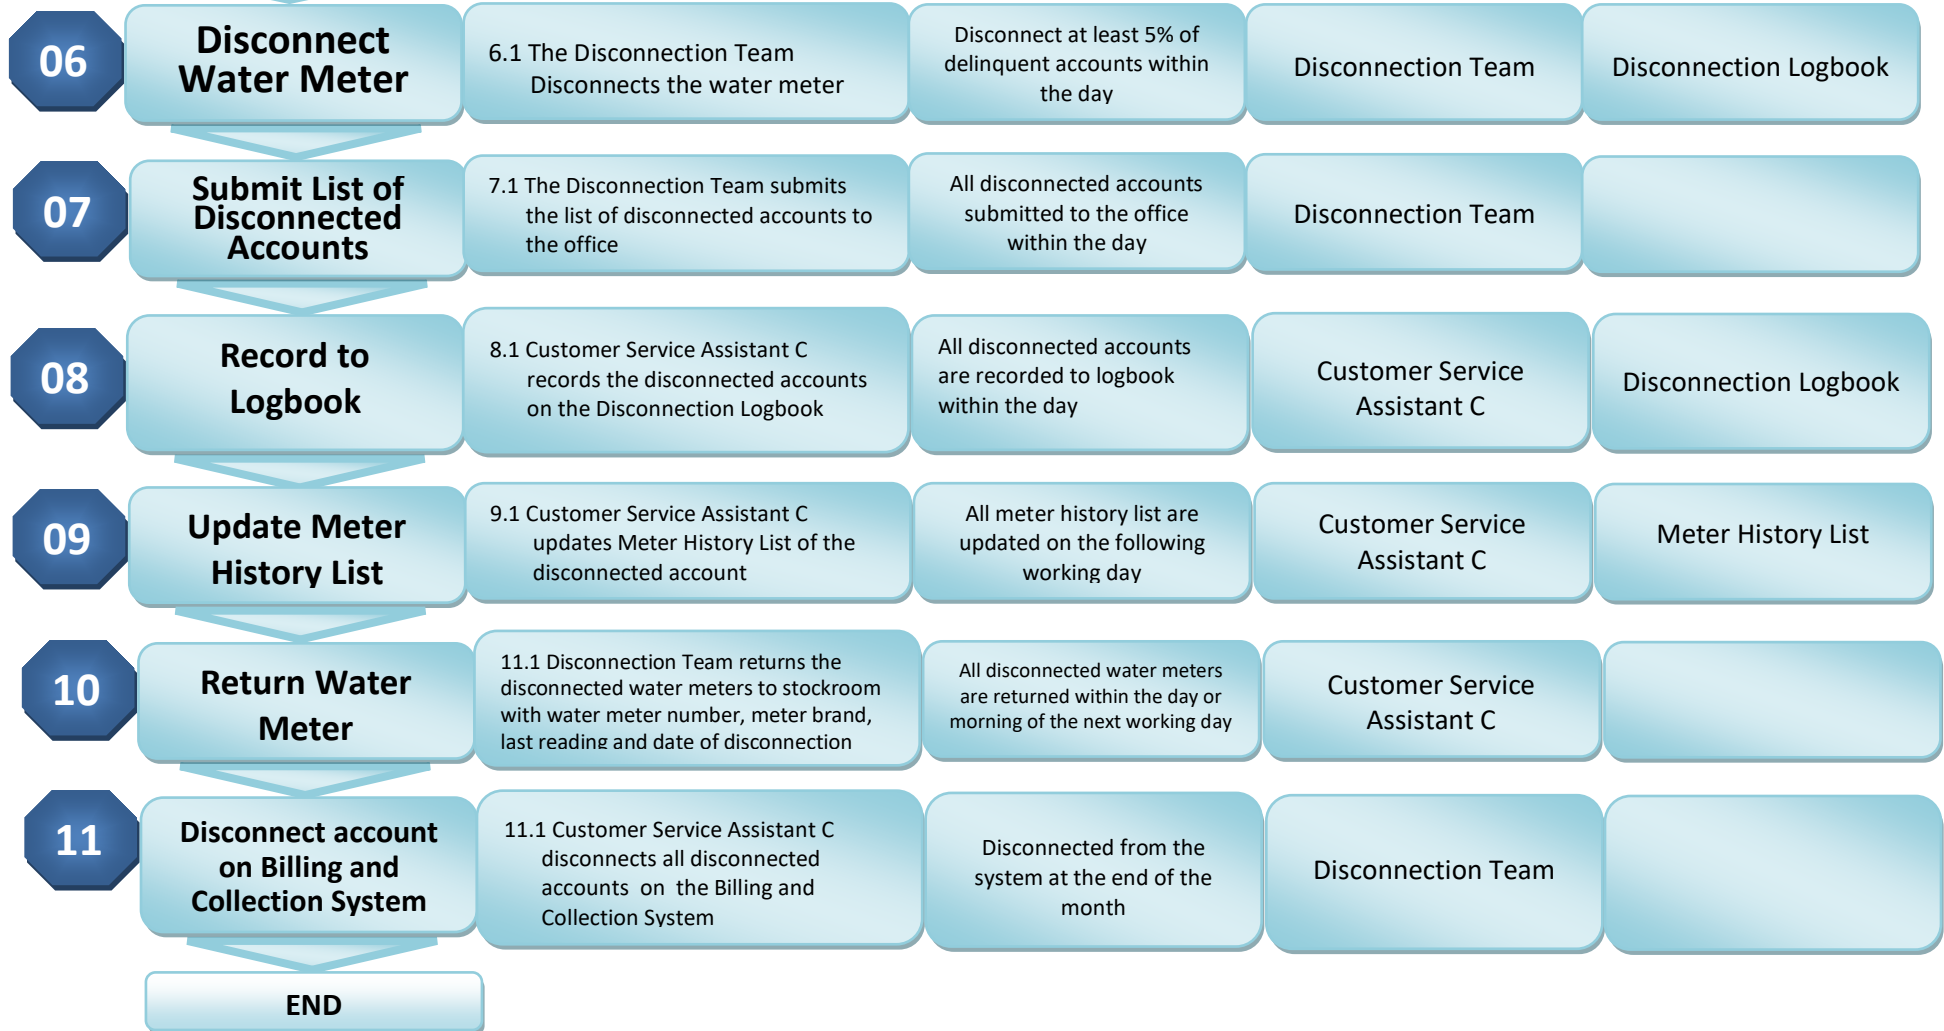 06
Disconnect
Water Meter
6.1 The Disconnection Team
Disconnects the water meter
Disconnect at least 5% of
delinquent accounts within
the day
Disconnection Team
Disconnection Logbook
07
Submit List of
Disconnected
Accounts
7.1 The Disconnection Team submits
the list of disconnected accounts to
the office
All disconnected accounts
submitted to the office
within the day
Disconnection Team
08
Record to
Logbook
8.1 Customer Service Assistant C
records the disconnected accounts
on the Disconnection Logbook
All disconnected accounts
are recorded to logbook
within the day
Customer Service
Assistant C
Disconnection Logbook
09
Update Meter
History List
9.1 Customer Service Assistant C
updates Meter History List of the
disconnected account
All meter history list are
updated on the following
working day
Customer Service
Assistant C
Meter History List
10
Return Water
Meter
11.1 Disconnection Team returns the
disconnected water meters to stockroom
with water meter number, meter brand,
last reading and date of disconnection
All disconnected water meters
are returned within the day or
morning of the next working day
Customer Service
Assistant C
11
Disconnect account
on Billing and
Collection System
11.1 Customer Service Assistant C
disconnects all disconnected
accounts on the Billing and
Collection System
Disconnected from the
system at the end of the
month
Disconnection Team
END